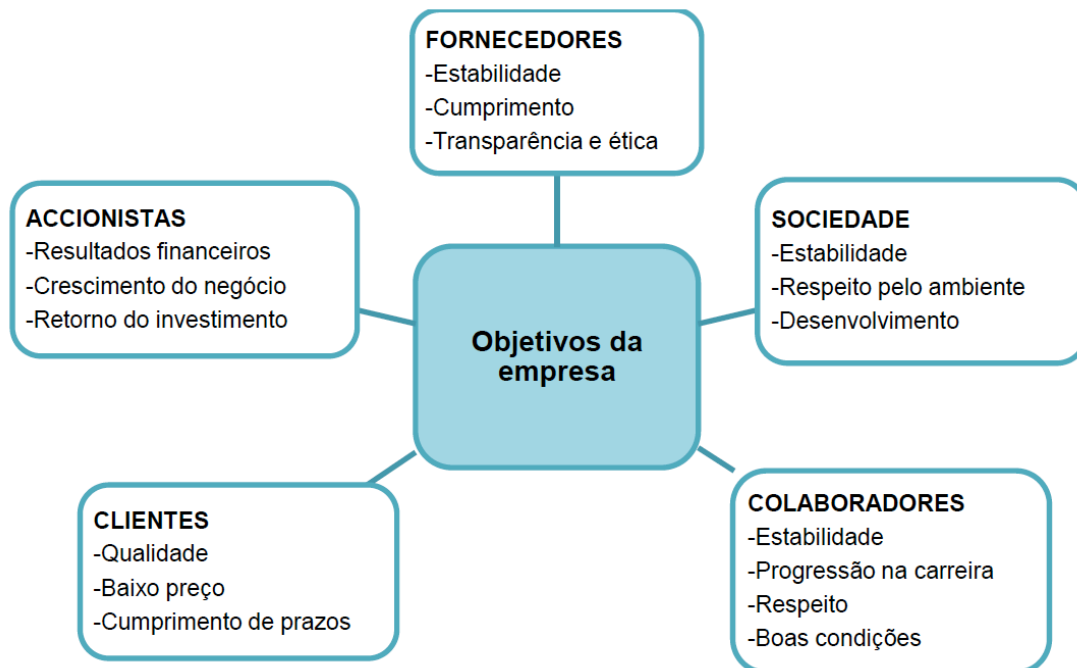 FORNECEDORES
-Estabilidade
-Cumprimento
-Transparência e ética
ACCIONISTAS
-Resultados financeiros
-Crescimento do negócio
-Retorno do investimento
SOCIEDADE
-Estabilidade
-Respeito pelo ambiente
-Desenvolvimento
Objetivos da
empresa
CLIENTES
-Qualidade
-Baixo preço
-Cumprimento de prazos
COLABORADORES
-Estabilidade
-Progressão na carreira
-Respeito
-Boas condições